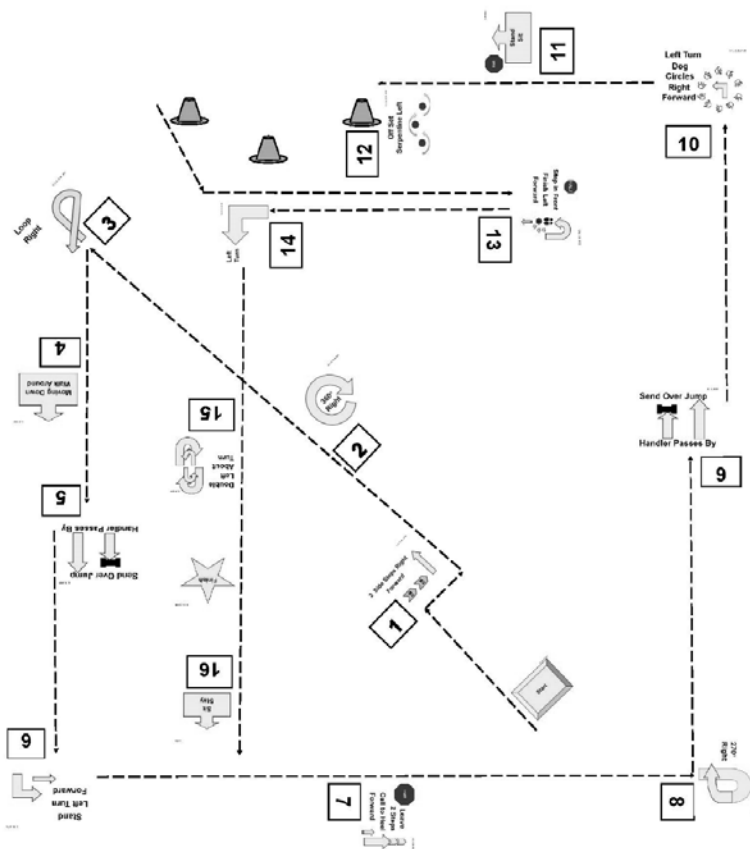 Start
1
2 Side Steps Right
Forward
2
360º
Right
3
Loop
Right
4
Moving Down
Walk Around
5
Handler Passes By
Send Over Jump
6
Stand
Left Turn
Forward
7
Leave
2 Steps
Call to Heel
Forward
8
270º
Right
9
Send Over Jump
Handler Passes By
10
Left Turn
Dog
Circles
Right
Forward
11
Stand
Sit
12
Off Set
Serpentine Left
13
Stop in Front
Finish Left
Forward
14
Left
Turn
15
Double
Left
About
Turn
Finish
16
Sit
Stay